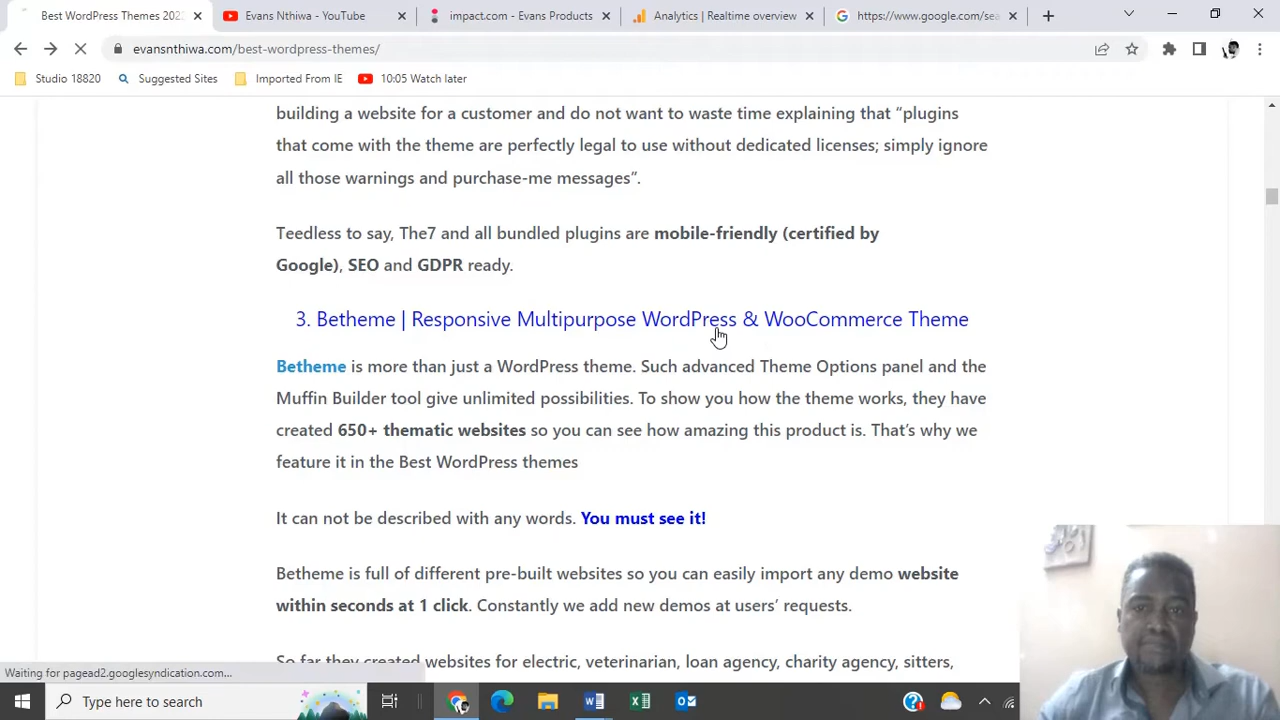 Best WordPress Themes 202
Evans Nthiwa - YouTube
impact.com - Evans Products
Analytics | Realtime overview
https://www.google.com/sea
evansnthiwa.com/best-wordpress-themes/
Studio 18820
Suggested Sites
Imported From IE
10:05 Watch later
building a website for a customer and do not want to waste time explaining that “plugins
that come with the theme are perfectly legal to use without dedicated licenses; simply ignore
all those warnings and purchase-me messages”.
Teedless to say, The7 and all bundled plugins are mobile-friendly (certified by
Google), SEO and GDPR ready.
3. Betheme | Responsive Multipurpose WordPress & WooCommerce Theme
Betheme is more than just a WordPress theme. Such advanced Theme Options panel and the
Muffin Builder tool give unlimited possibilities. To show you how the theme works, they have
created 650+ thematic websites so you can see how amazing this product is. That’s why we
feature it in the Best WordPress themes
It can not be described with any words. You must see it!
Betheme is full of different pre-built websites so you can easily import any demo website
within seconds at 1 click. Constantly we add new demos at users’ requests.
So far they created websites for electric, veterinarian, loan agency, charity agency, sitters,
Waiting for pagead2.googlesyndication.com...
Type here to search